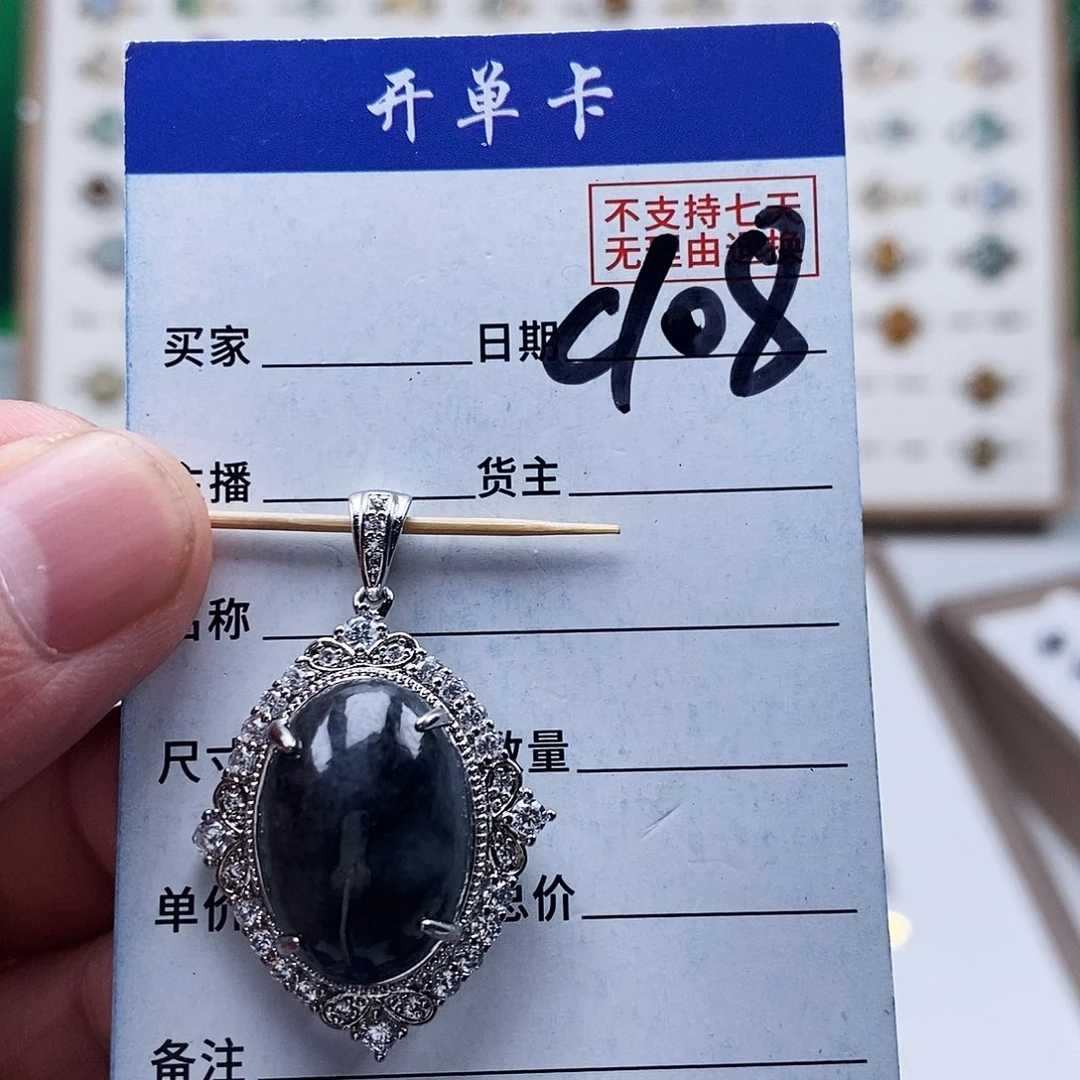 开单卡
不支持七天
无理由退换
买家 日期 d108
主播 货主
名称
尺寸 数量
单价 总价
备注